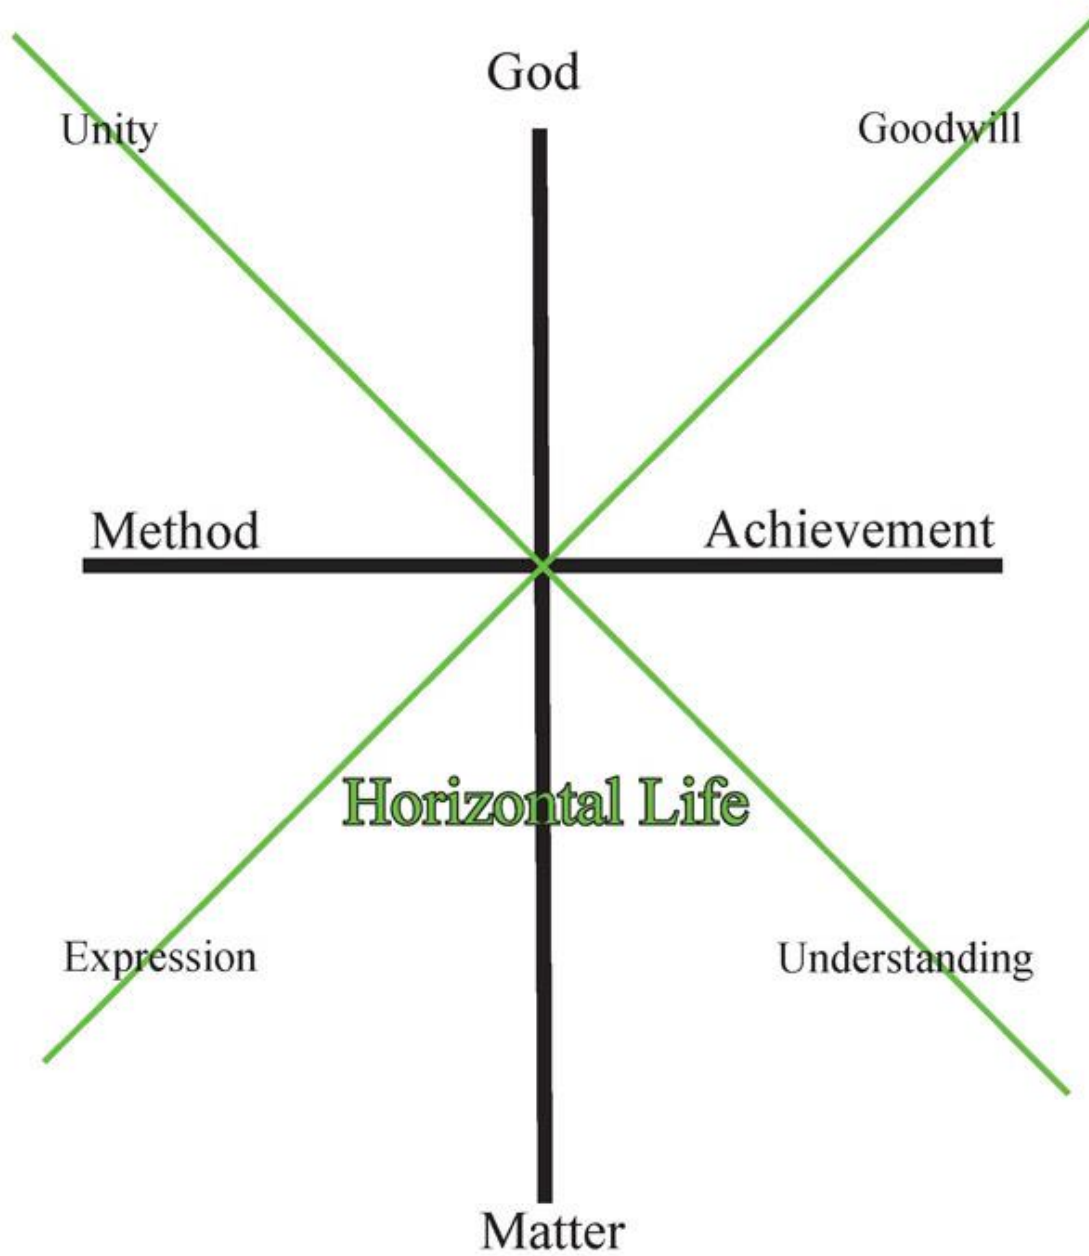 God
Unity
Goodwill
Method
Achievement
Horizontal Life
Expression
Understanding
Matter